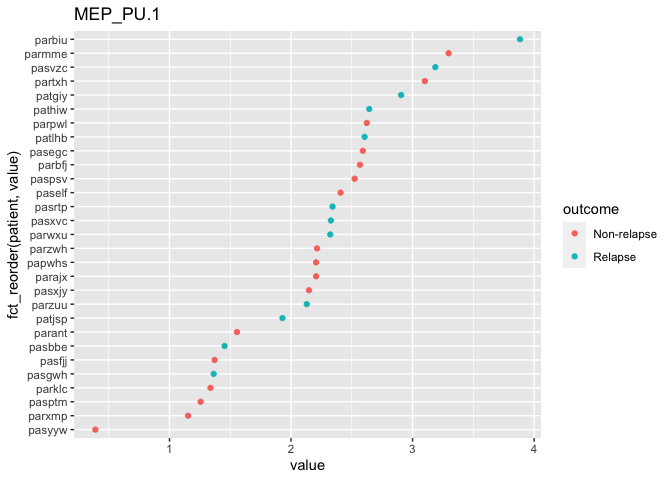 MEP_PU.1
fct_reorder(patient, value)
parbiu
parmme
pasvzc
partxh
patgiy
pathiw
parpwl
patlhb
pasegc
parbfj
paspsv
paself
pasrtp
pasxvc
parwxu
parzwh
papwhs
parajx
pasxjy
parzuu
patjsp
parant
pasbbe
pasfjj
pasgwh
parklc
pasptm
parxmp
pasyyw
1 2 3 4
value
outcome
Non-relapse
Relapse